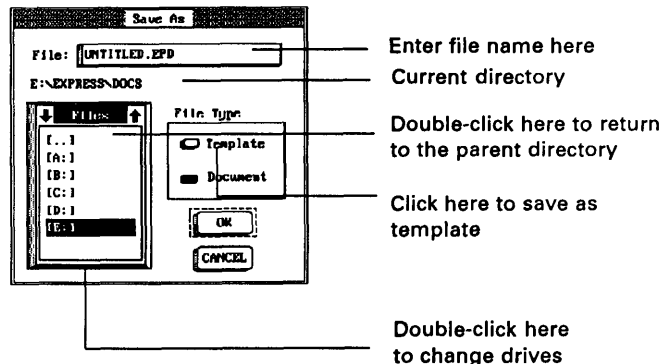 Save As
File: UNTITLED.EPD
E:\EXPRESS\DOCS
Files
[..]
[A:]
[B:]
[C:]
[D:]
[E:]
File Type
Template
Document
OK
CANCEL
Enter file name here
Current directory
Double-click here to return
to the parent directory
Click here to save as
template
Double-click here
to change drives